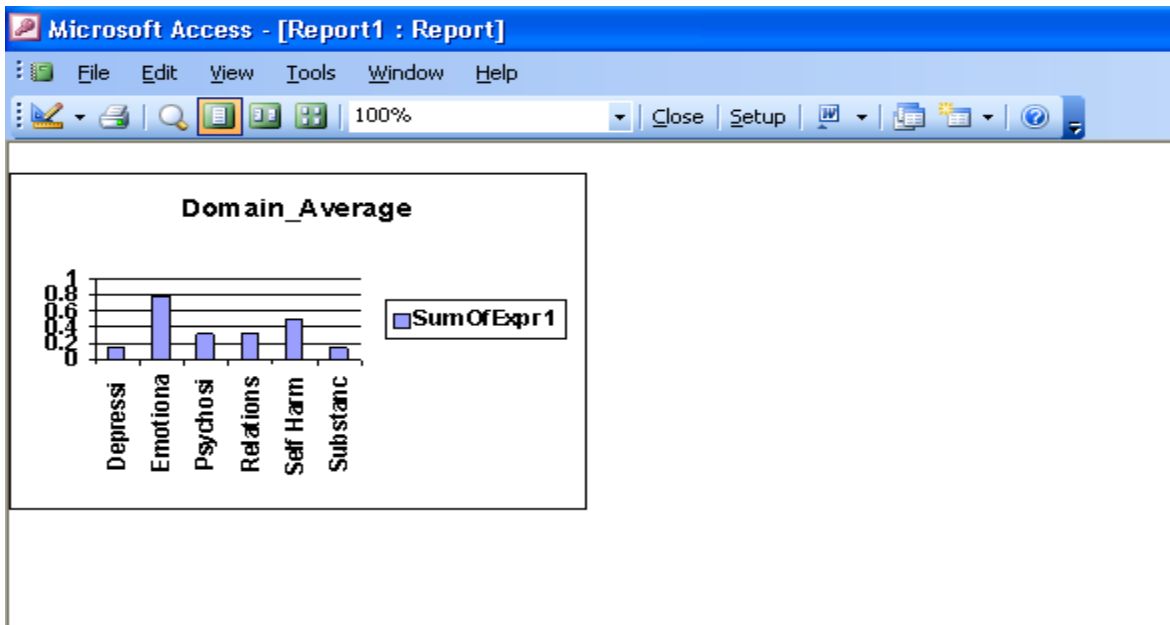 Microsoft Access - [Report1 : Report]
File Edit View Tools Window Help
100% Close Setup
Domain_Average
1
0.8
0.6
0.4
0.2
0
SumOfExpr1
Depressi
Emotiona
Psychosi
Relations
Self Harm
Substanc